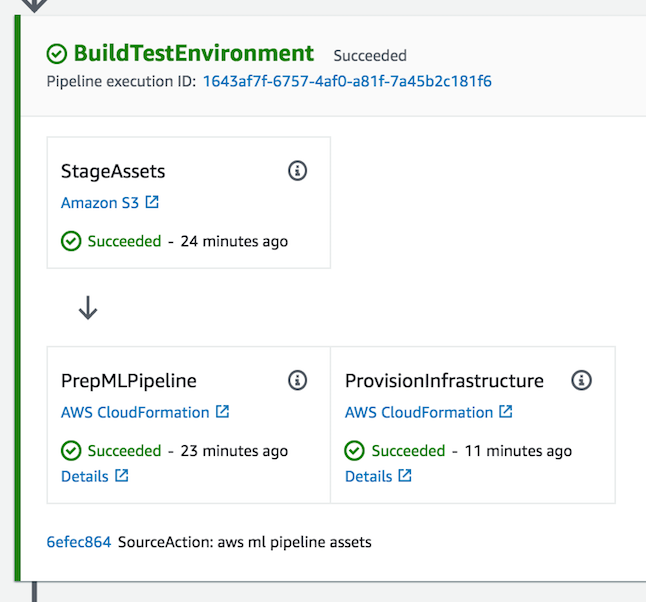 BuildTestEnvironment Succeeded
Pipeline execution ID: 1643af7f-6757-4af0-a81f-7a45b2c181f6
StageAssets
Amazon S3
Succeeded - 24 minutes ago
PrepMLPipeline
AWS CloudFormation
Succeeded - 23 minutes ago
Details
ProvisionInfrastructure
AWS CloudFormation
Succeeded - 11 minutes ago
Details
6efec864 SourceAction: aws ml pipeline assets